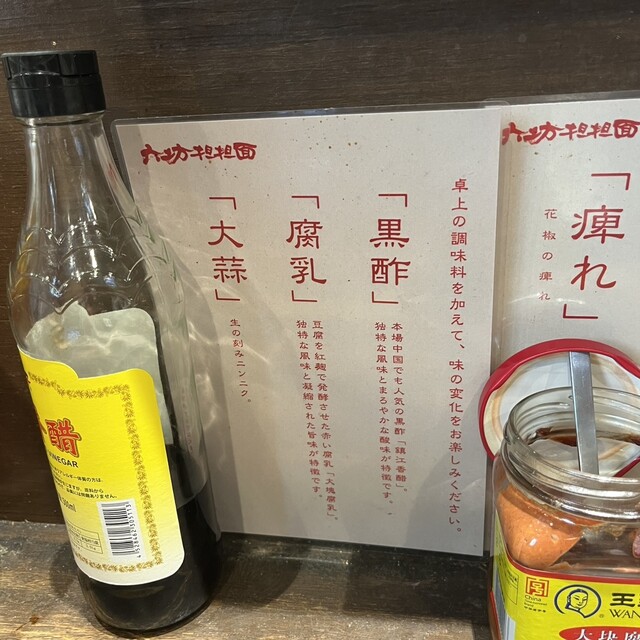 六坊担担面
卓上の調味料を加えて、味の変化をお楽しみください。
「黒酢」
本場中国でも人気の黒酢「鎮江香醋」。
独特な風味とまろやかな酸味が特徴です。
「腐乳」
豆腐を紅麹で発酵させた赤い腐乳「大塊腐乳」。
独特な風味と凝縮された旨味が特徴です。
「大蒜」
生の刻みニンニク。
担担面
「痺れ」
花椒の痺れ
醋
VINEGAR
王
WAN
大块
China